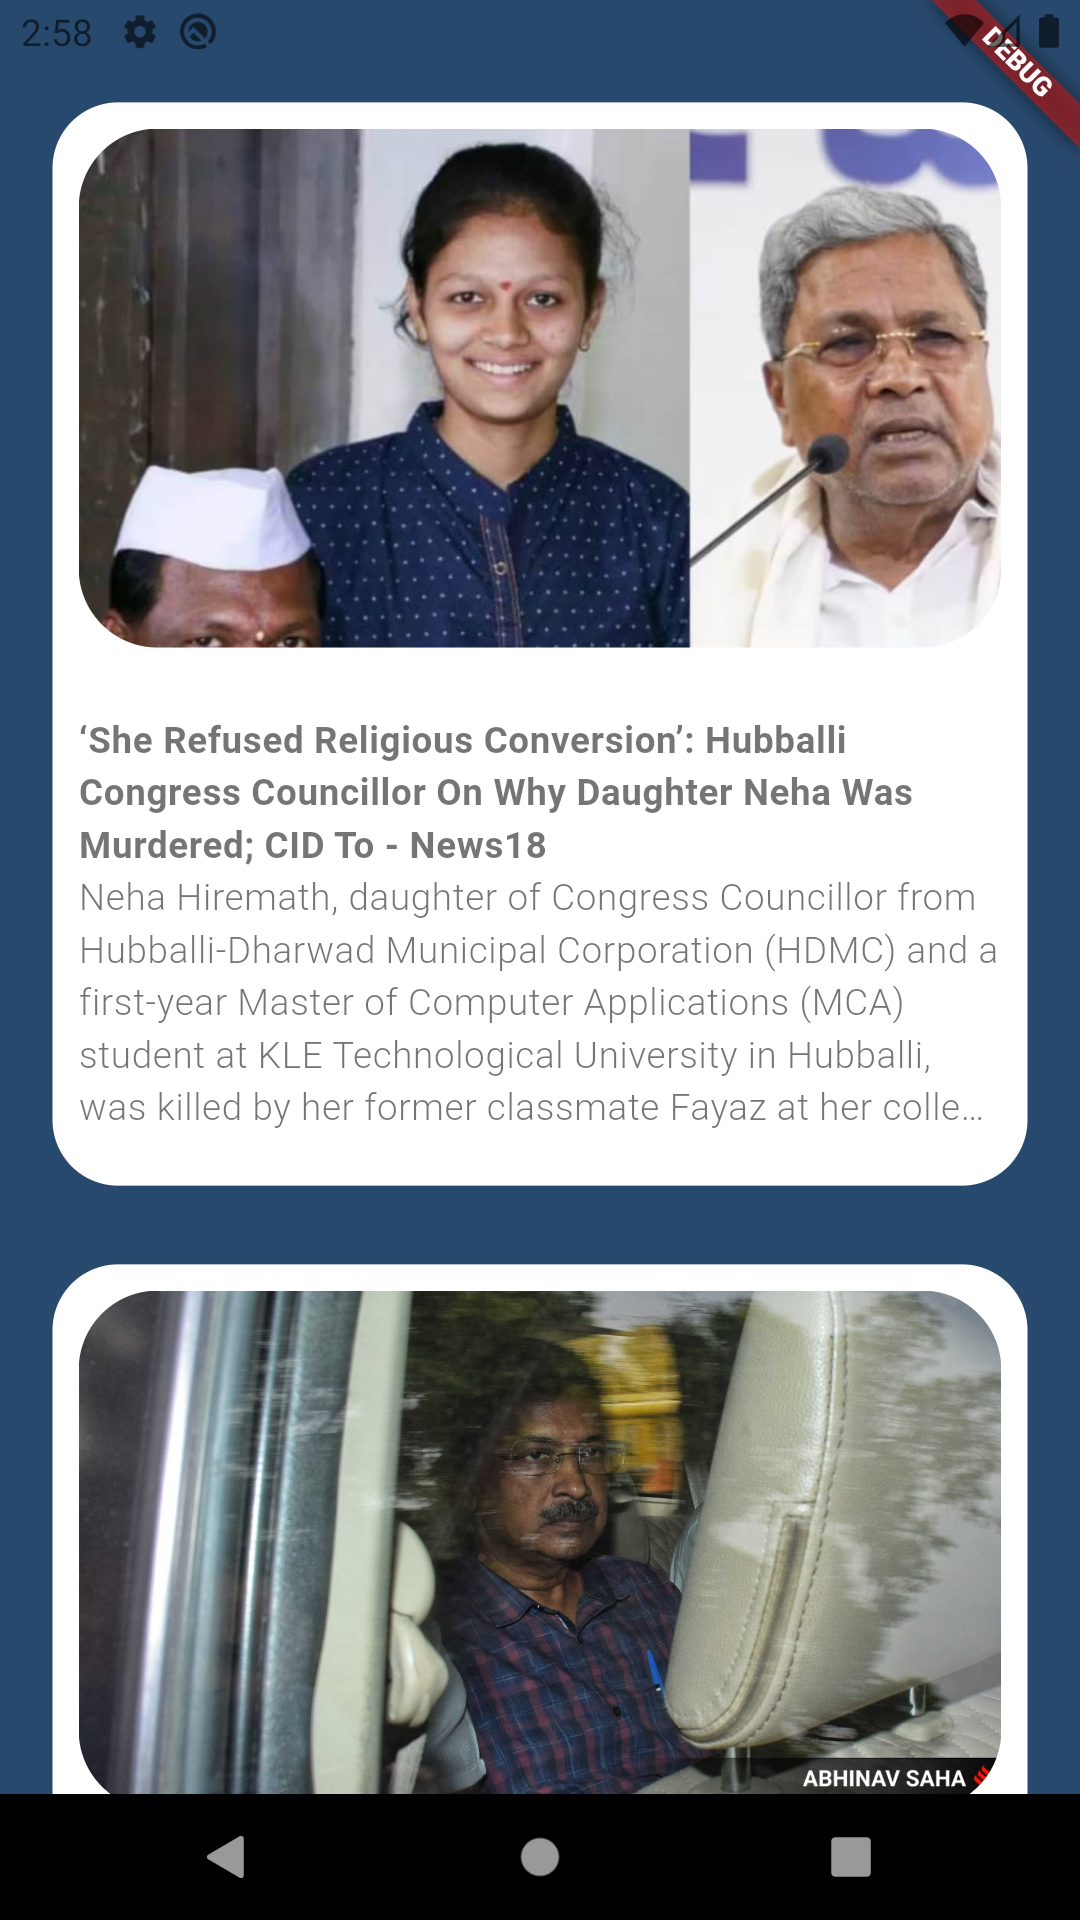 2:58
DEBUG
‘She Refused Religious Conversion’: Hubballi
Congress Councillor On Why Daughter Neha Was
Murdered; CID To - News18
Neha Hiremath, daughter of Congress Councillor from
Hubballi-Dharwad Municipal Corporation (HDMC) and a
first-year Master of Computer Applications (MCA)
student at KLE Technological University in Hubballi,
was killed by her former classmate Fayaz at her colle…
ABHINAV SAHA